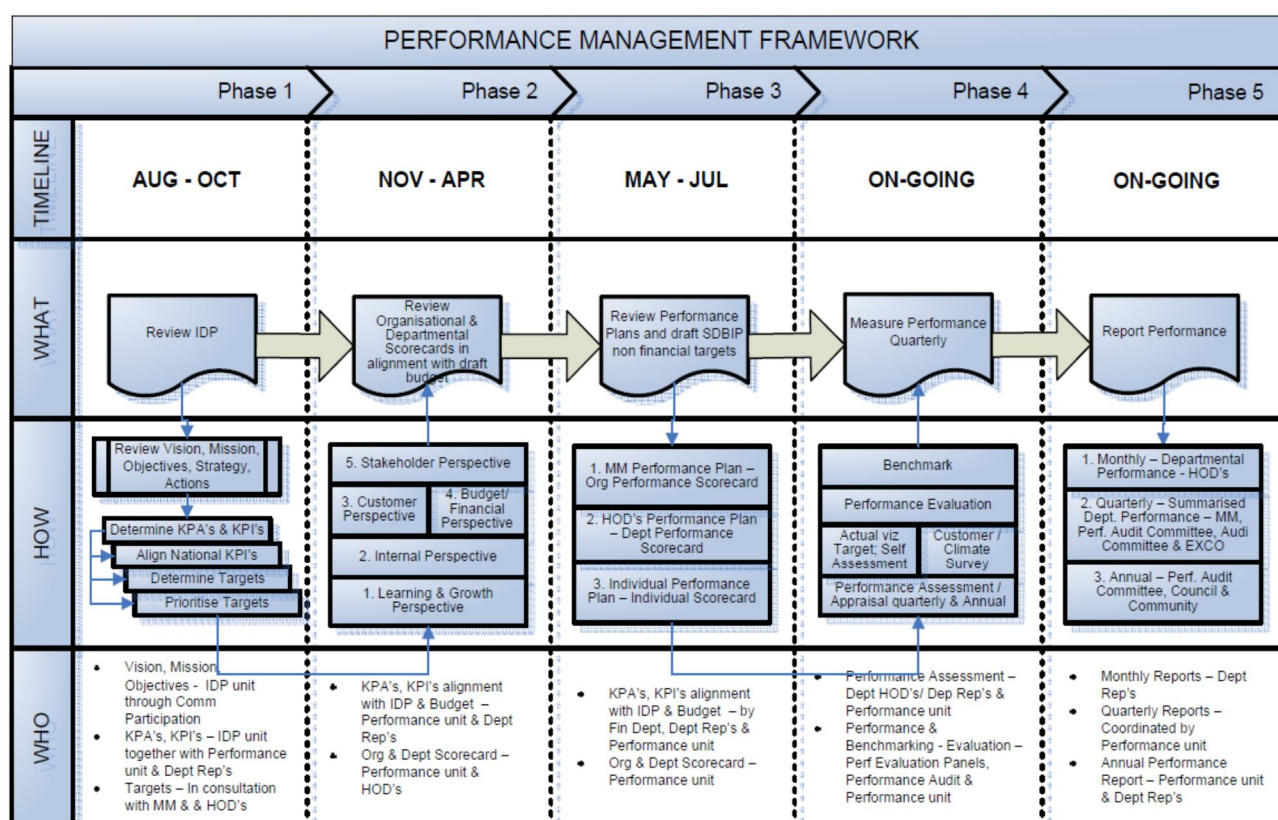 PERFORMANCE MANAGEMENT FRAMEWORK
Phase 1
Phase 2
Phase 3
Phase 4
Phase 5
TIMELINE
AUG - OCT
NOV - APR
MAY - JUL
ON-GOING
ON-GOING
WHAT
Review IDP
Review
Organisational &
Departmental
Scorecards in
alignment with draft
budget
Review Performance
Plans and draft SDBIP
non financial targets
Measure Performance
Quarterly
Report Performance
HOW
Review Vision, Mission,
Objectives, Strategy,
Actions
Determine KPA's & KPI's
Align National KPI's
Determine Targets
Prioritise Targets
5. Stakeholder Perspective
3. Customer
Perspective
4. Budget/
Financial
Perspective
2. Internal Perspective
1. Learning & Growth
Perspective
1. MM Performance Plan –
Org Performance Scorecard
2. HOD's Performance Plan
– Dept Performance
Scorecard
3. Individual Performance
Plan – Individual Scorecard
Benchmark
Performance Evaluation
Actual viz
Target; Self
Assessment
Customer /
Climate
Survey
Performance Assessment /
Appraisal quarterly & Annual
1. Monthly – Departmental
Performance - HOD's
2. Quarterly – Summarised
Dept. Performance – MM,
Perf. Audit Committee, Audi
Committee & EXCO
3. Annual – Perf. Audit
Committee, Council &
Community
WHO
• Vision, Mission,
Objectives - IDP unit
through Comm
Participation
• KPA's, KPI's – IDP unit
together with Performance
unit & Dept Rep's
• Targets – In consultation
with MM & & HOD's
• KPA's, KPI's alignment
with IDP & Budget –
Performance unit & Dept
Rep's
• Org & Dept Scorecard –
Performance unit &
HOD's
• KPA's, KPI's alignment
with IDP & Budget – by
Fin Dept, Dept Rep's &
Performance unit
• Org & Dept Scorecard –
Performance unit
• Performance Assessment –
Dept HOD's/ Dep Rep's &
Performance unit
• Performance &
Benchmarking - Evaluation –
Perf Evaluation Panels,
Performance Audit &
Performance unit
• Monthly Reports – Dept
Rep's
• Quarterly Reports –
Coordinated by
Performance unit
• Annual Performance
Report – Performance unit
& Dept Rep's